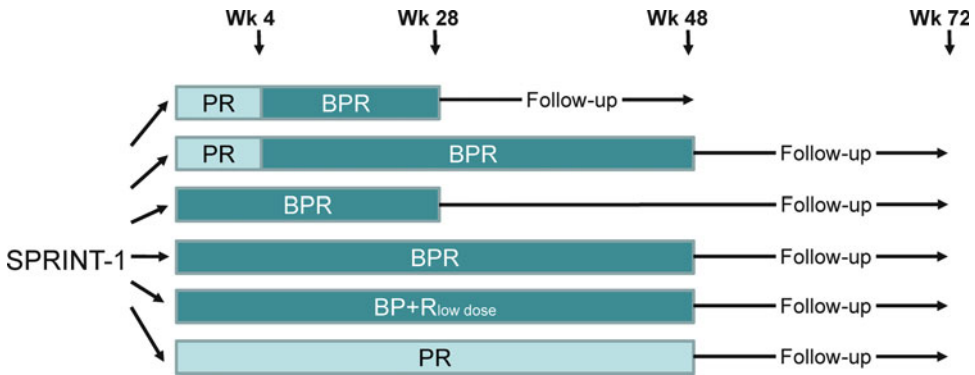 Wk 4 Wk 28 Wk 48 Wk 72
PR BPR Follow-up
PR BPR Follow-up
BPR Follow-up
SPRINT-1 BPR Follow-up
BP+Rlow dose Follow-up
PR Follow-up